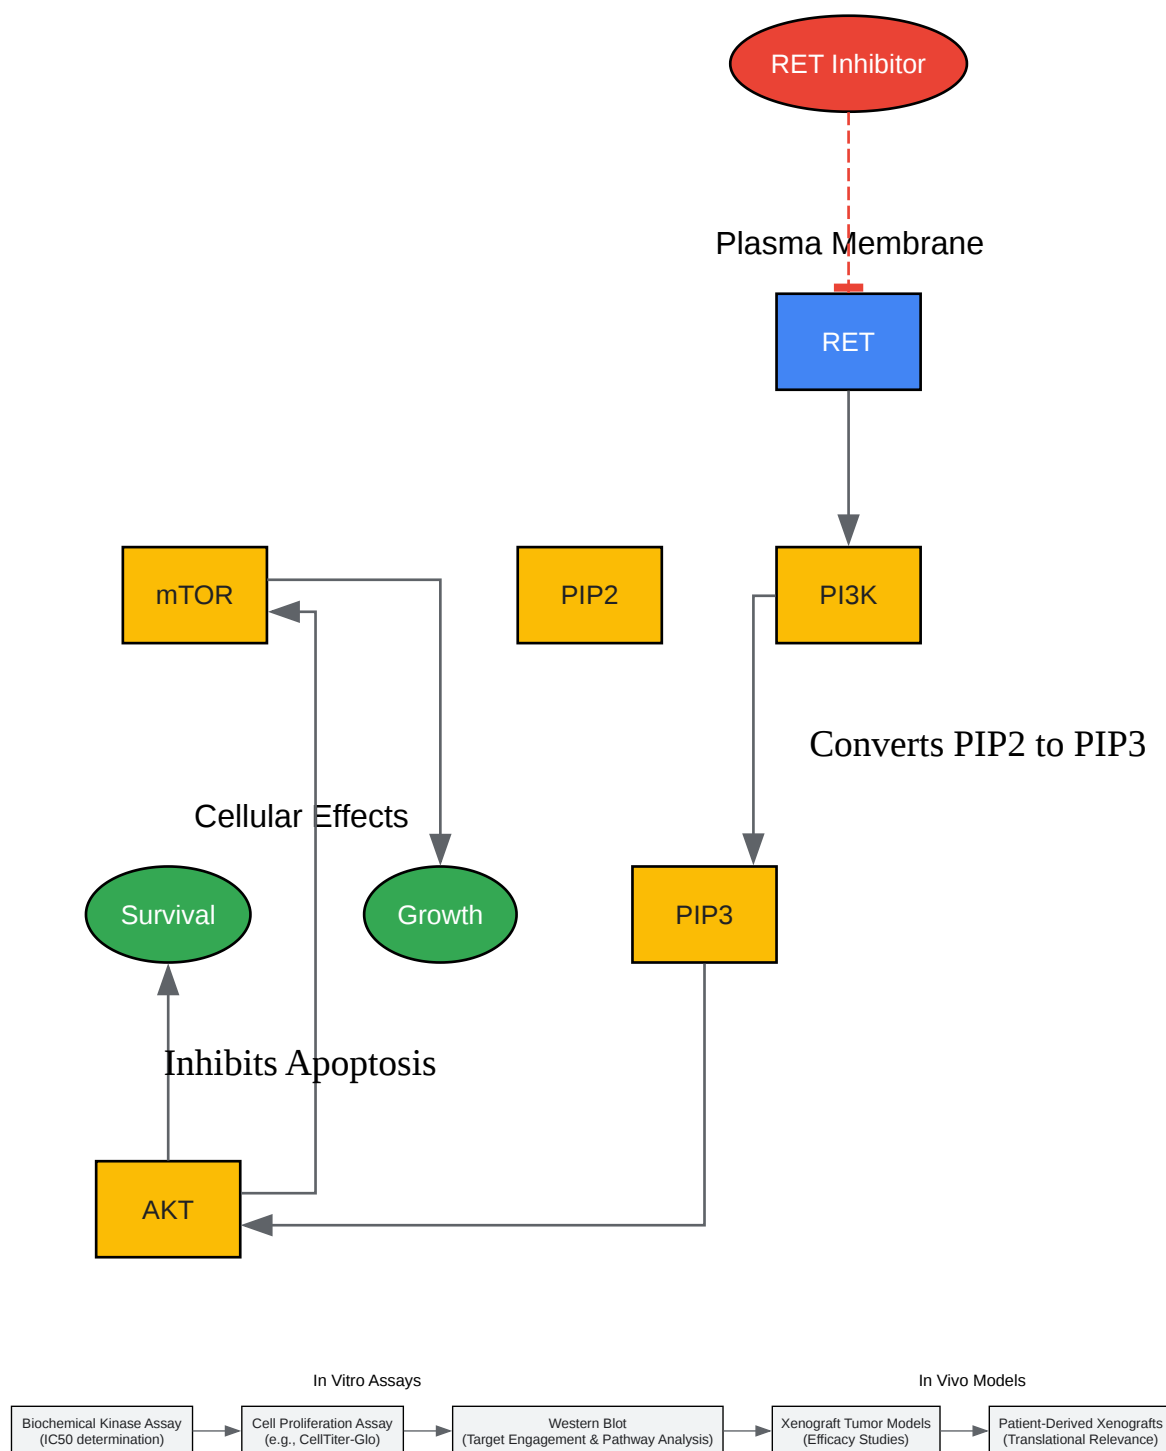 RET Inhibitor
Plasma Membrane
RET
mTOR
PIP2
PI3K
Converts PIP2 to PIP3
Cellular Effects
Survival
Growth
PIP3
Inhibits Apoptosis
AKT
In Vitro Assays
In Vivo Models
Biochemical Kinase Assay
(IC50 determination)
Cell Proliferation Assay
(e.g., CellTiter-Glo)
Western Blot
(Target Engagement & Pathway Analysis)
Xenograft Tumor Models
(Efficacy Studies)
Patient-Derived Xenografts
(Translational Relevance)